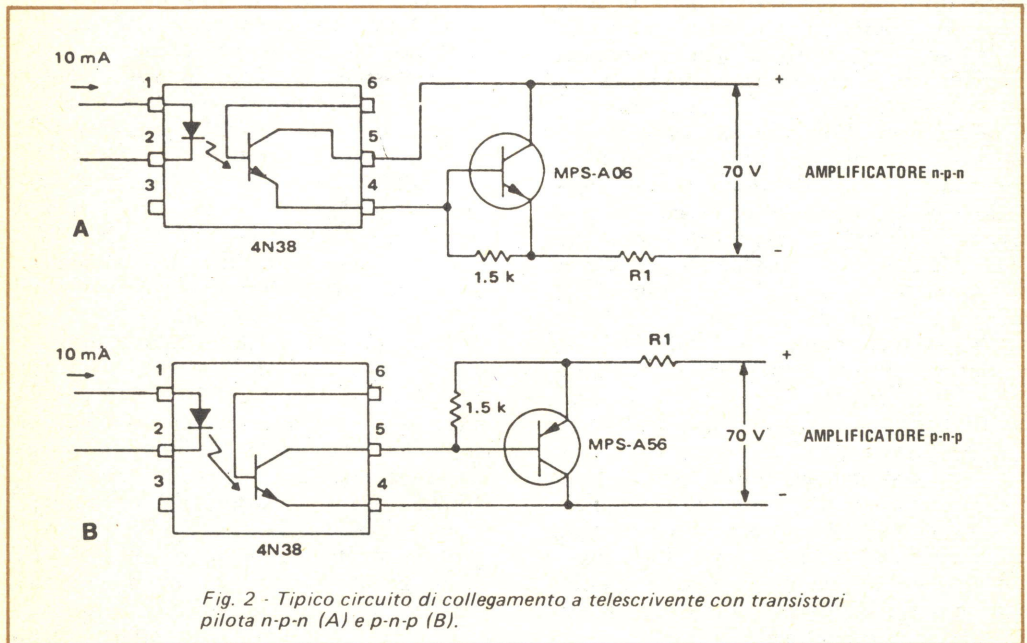 10 mA
1
6
2
5
3
4
A
4N38
MPS-A06
1.5 k
R1
+
70 V
-
AMPLIFICATORE n-p-n
10 mA
1
6
2
5
3
4
B
4N38
1.5 k
MPS-A56
R1
+
70 V
-
AMPLIFICATORE p-n-p
Fig. 2 - Tipico circuito di collegamento a telescrivente con transistori
pilota n-p-n (A) e p-n-p (B).